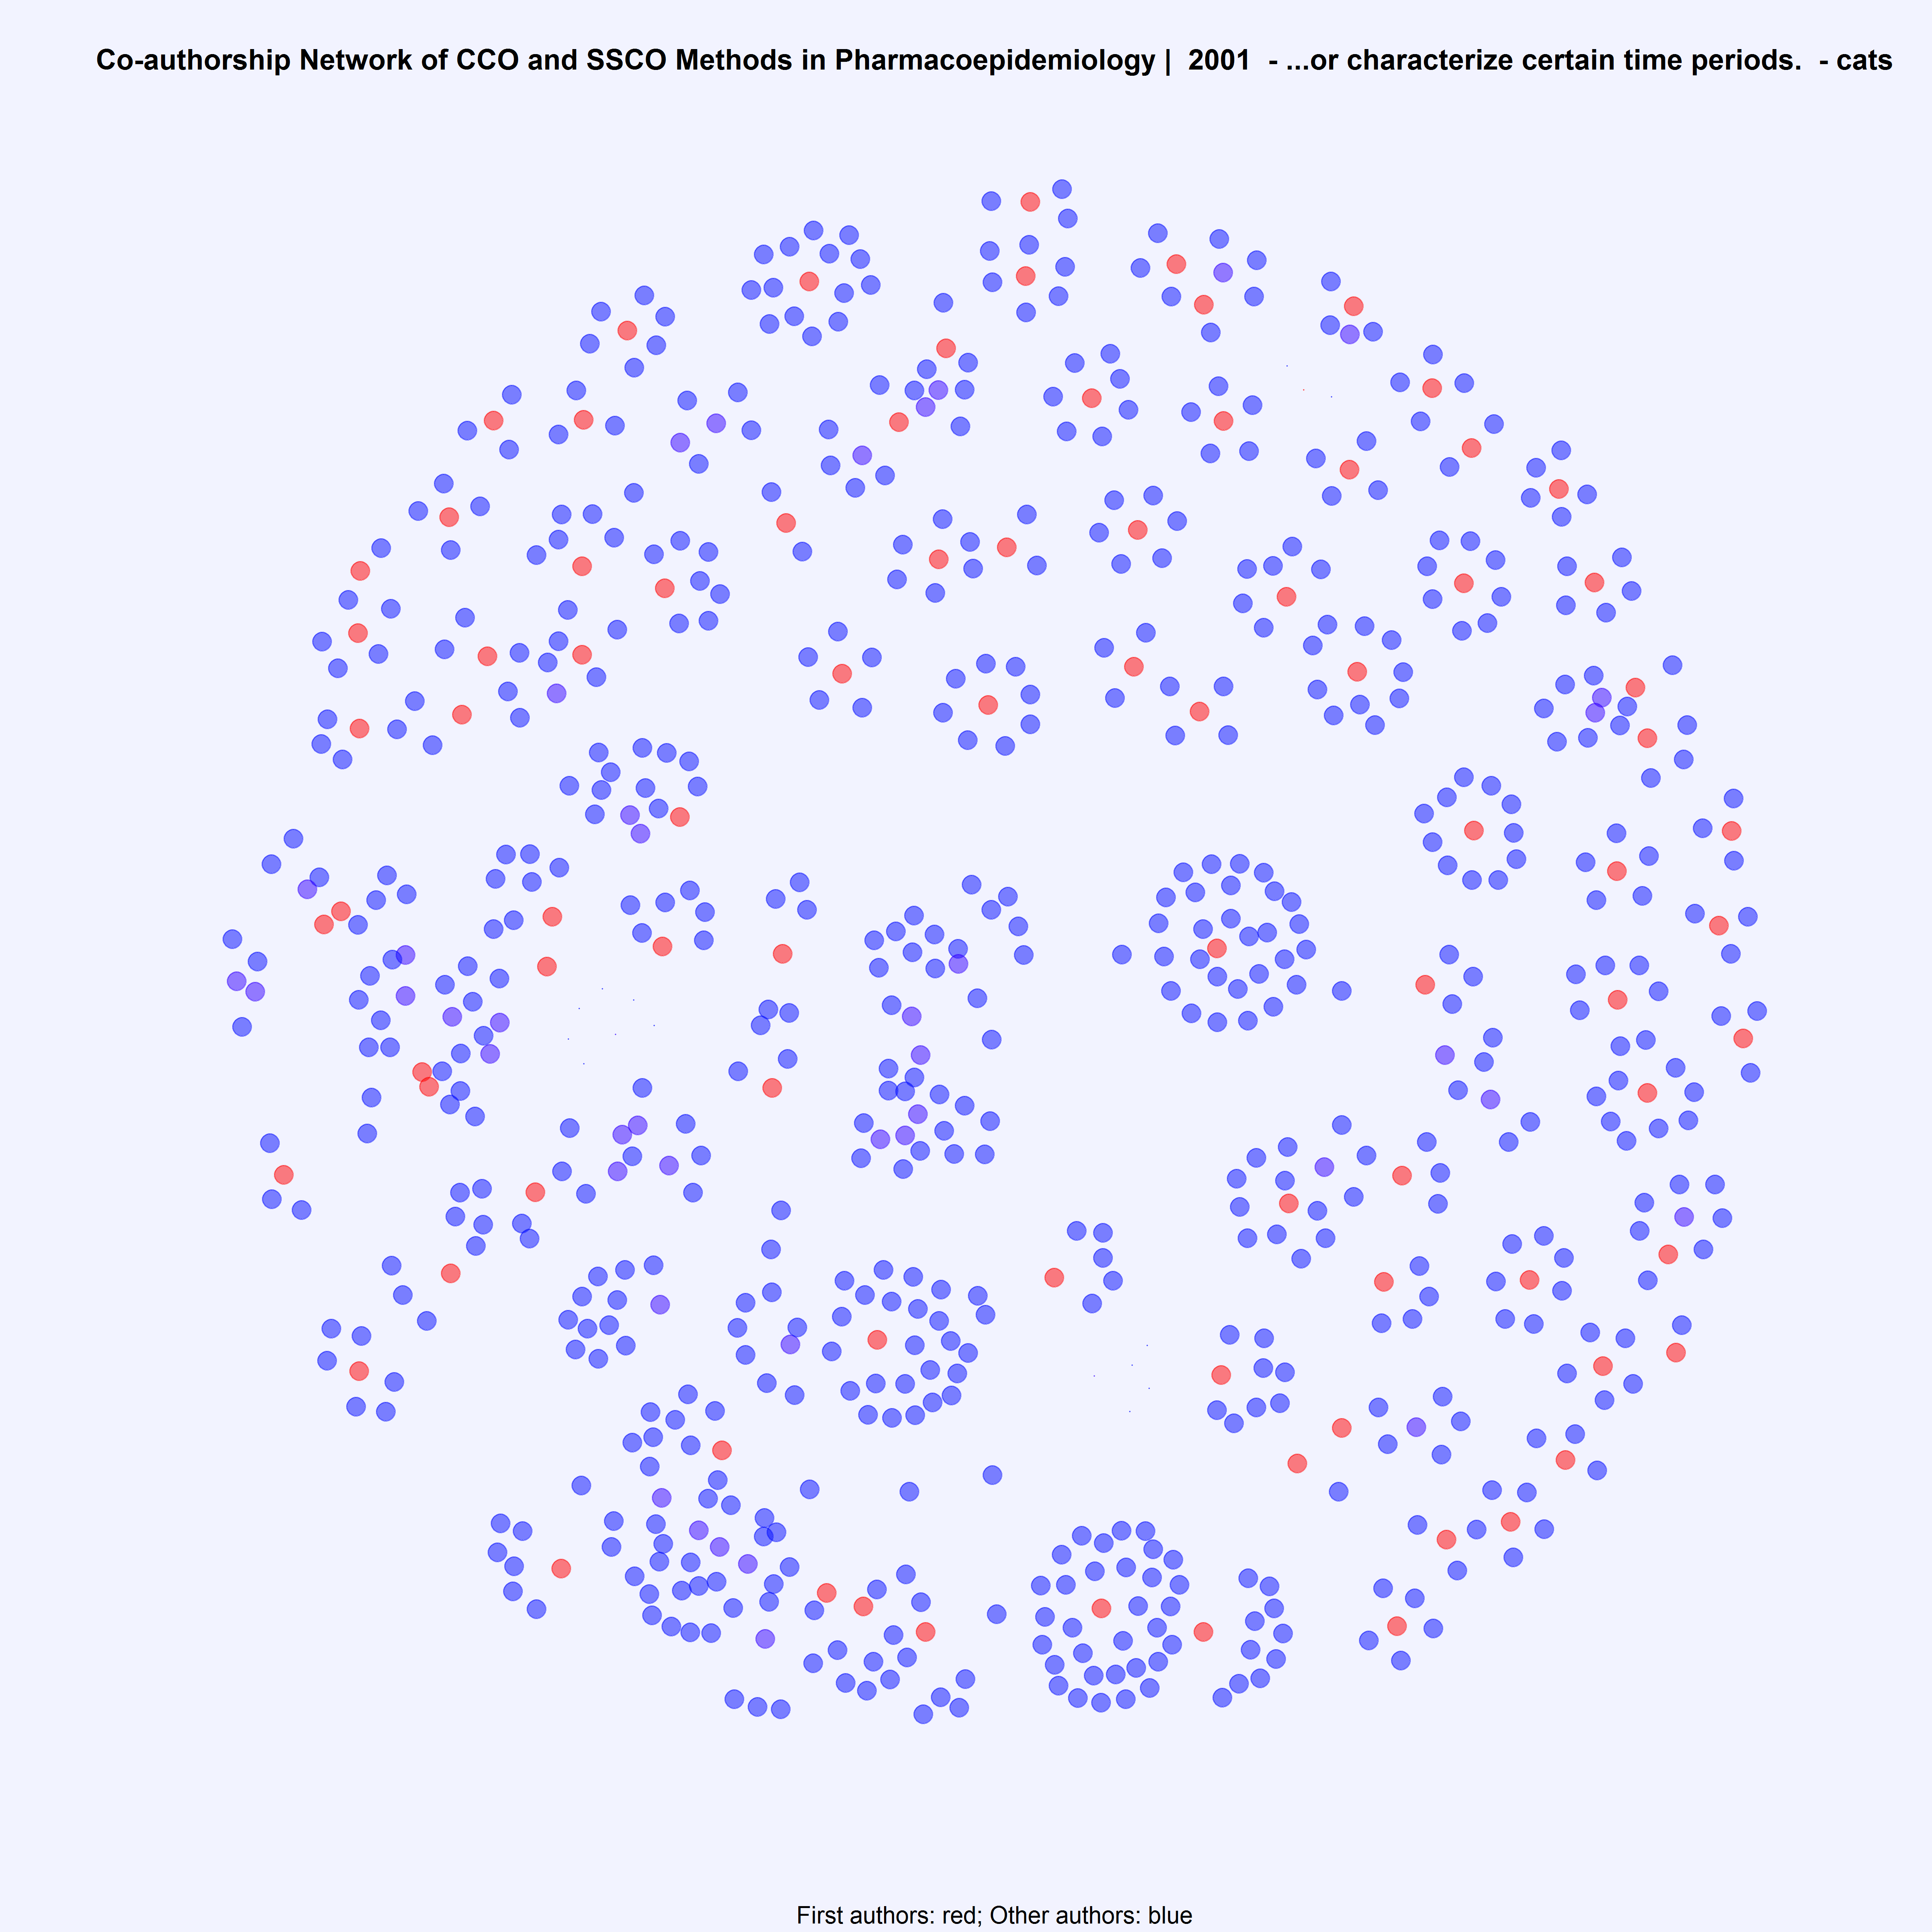 Co-authorship Network of CCO and SSCO Methods in Pharmacoepidemiology | 2001 - ...or characterize certain time periods. - cats
First authors: red; Other authors: blue